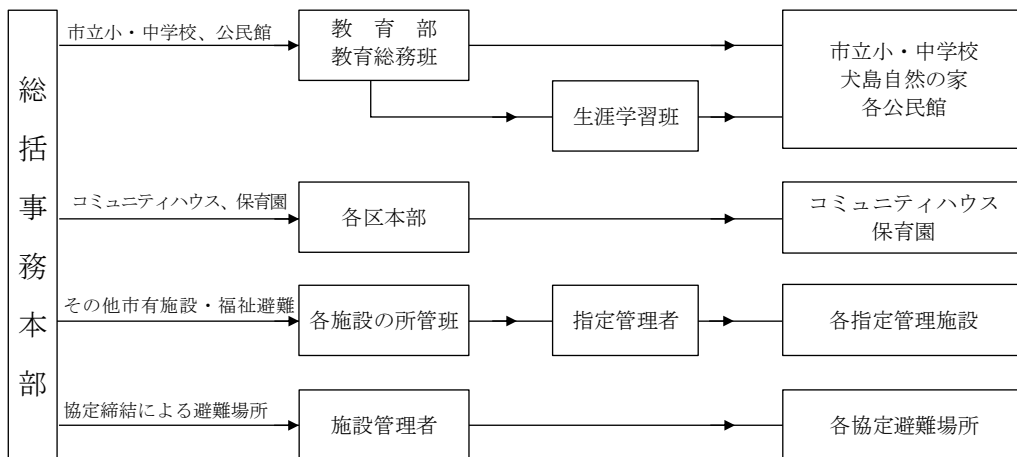 総括事務本部
市立小・中学校、公民館
教育部
教育総務班
生涯学習班
市立小・中学校
犬島自然の家
各公民館
コミュニティハウス、保育園
各区本部
コミュニティハウス
保育園
その他市有施設・福祉避難
各施設の所管班
指定管理者
各指定管理施設
協定締結による避難場所
施設管理者
各協定避難場所